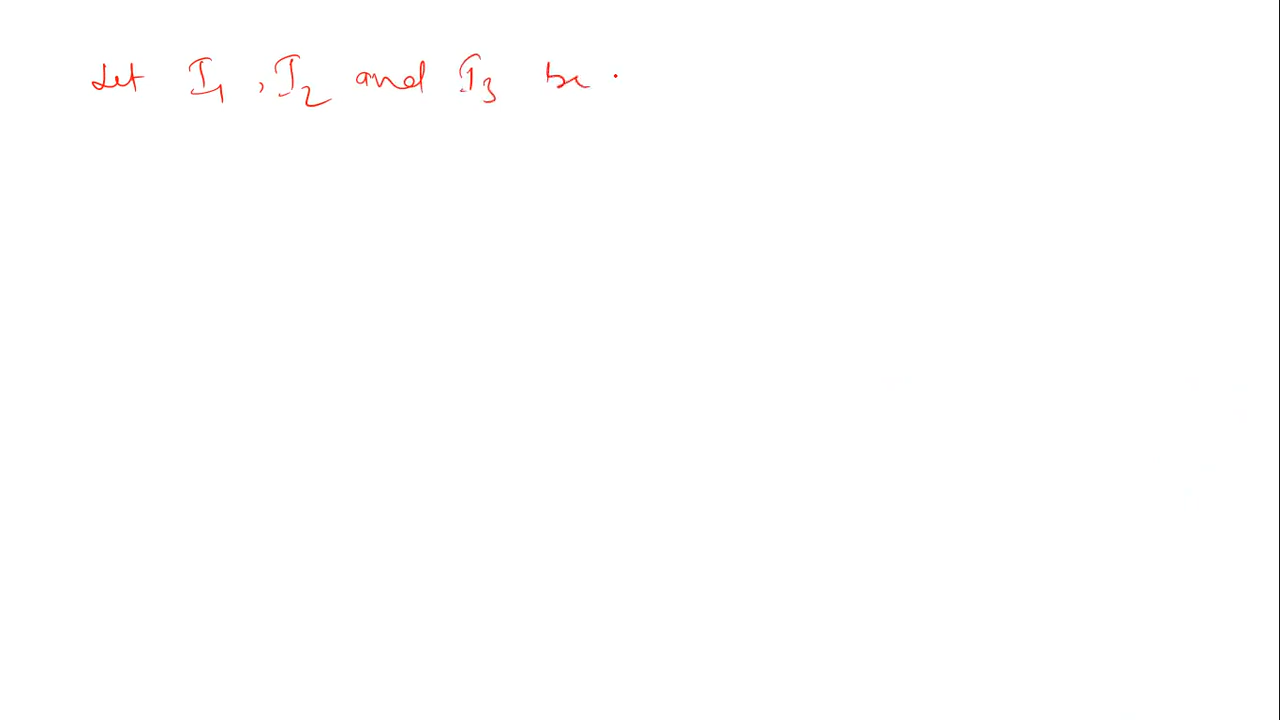 Let I₁, I₂ and I₃ be